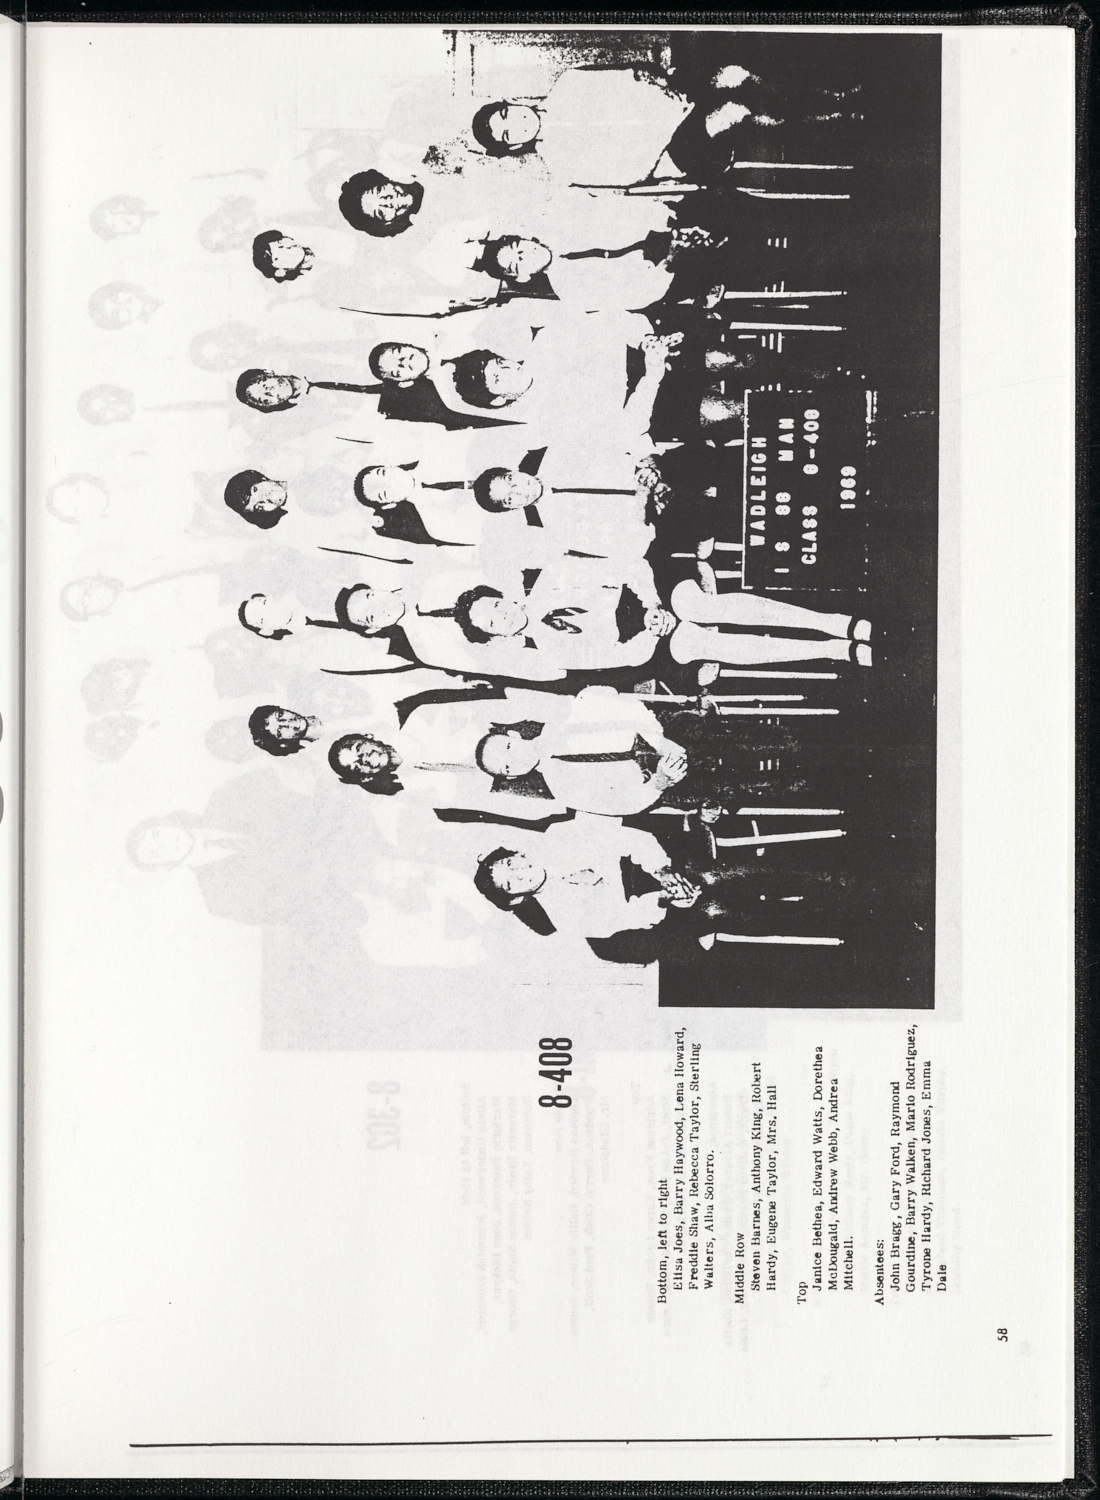 WADLEIGH
I S 88 MAN
CLASS 8-408
1969
8-408
Bottom, left to right
Elisa Joes, Barry Haywood, Lena Howard,
Freddie Shaw, Rebecca Taylor, Sterling
Walters, Alba Solorro.
Middle Row
Steven Barnes, Anthony King, Robert
Hardy, Eugene Taylor, Mrs. Hall
Top
Janice Bethea, Edward Watts, Dorethea
McDougald, Andrew Webb, Andrea
Mitchell.
Absentees:
John Bragg, Gary Ford, Raymond
Gourdine, Barry Walken, Mario Rodriguez,
Tyrone Hardy, Richard Jones, Emma
Dale
58
8-302